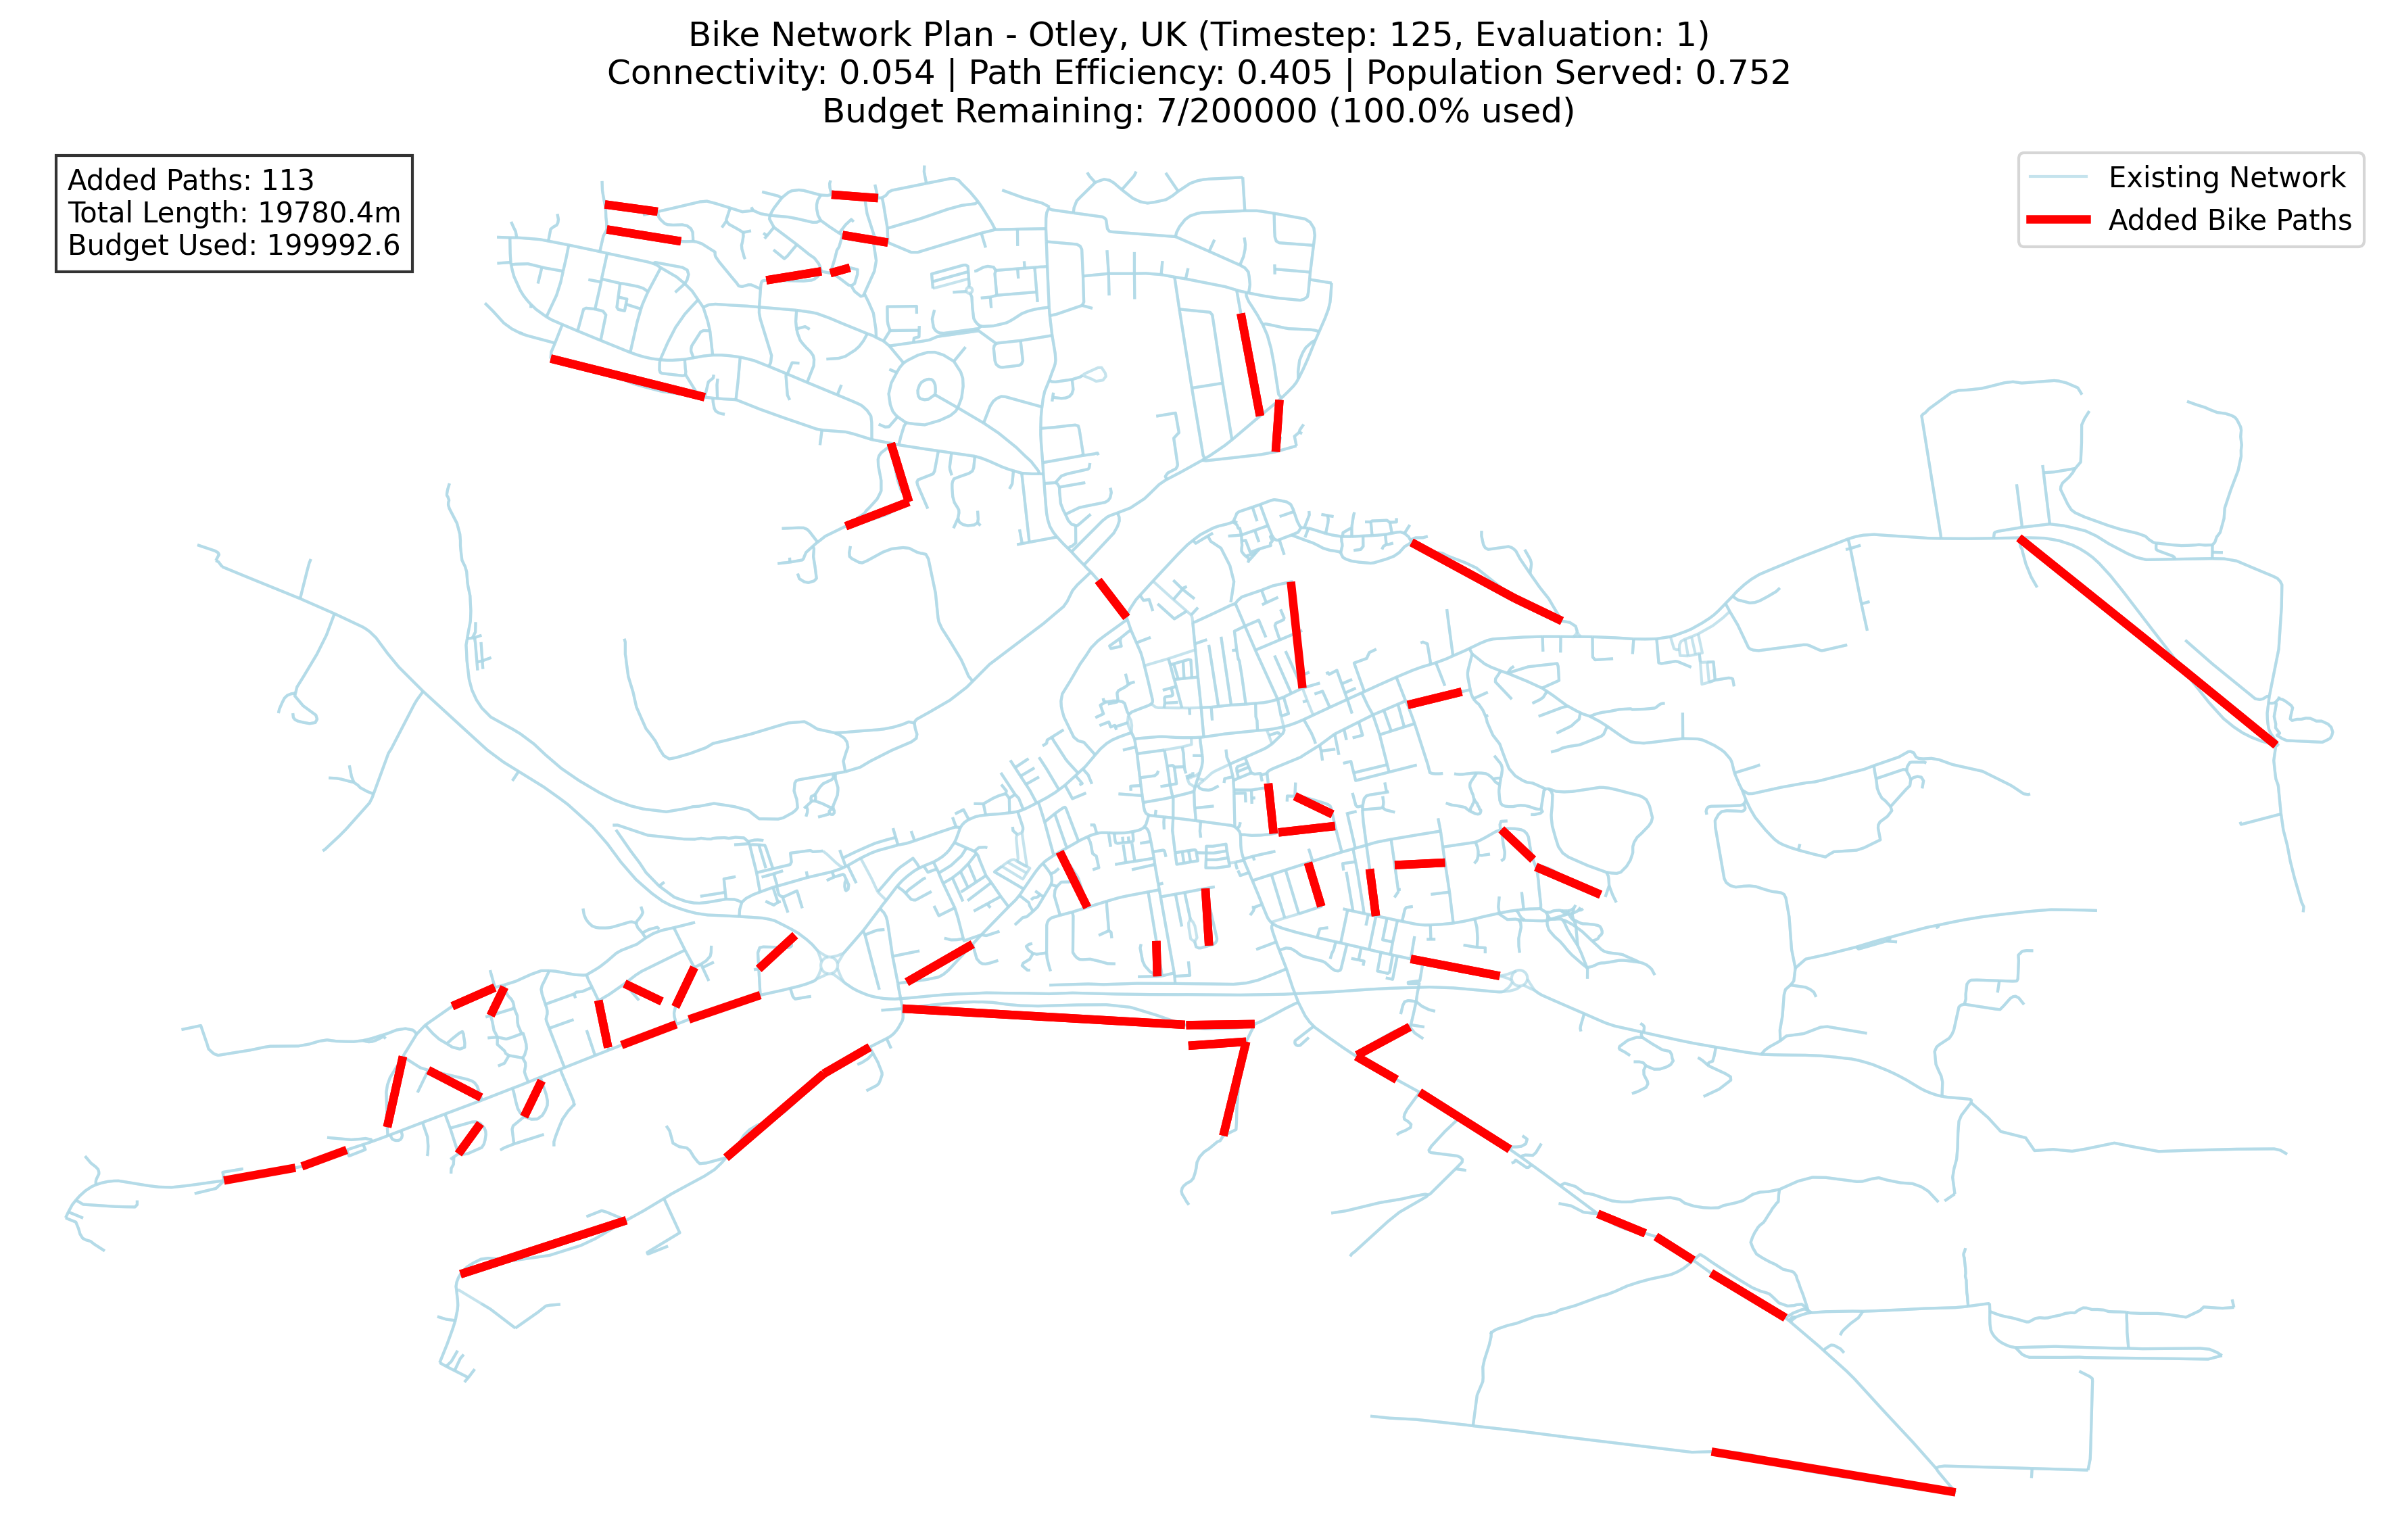 Bike Network Plan - Otley, UK (Timestep: 125, Evaluation: 1)
Connectivity: 0.054 | Path Efficiency: 0.405 | Population Served: 0.752
Budget Remaining: 7/200000 (100.0% used)
Added Paths: 113
Total Length: 19780.4m
Budget Used: 199992.6
Existing Network
Added Bike Paths